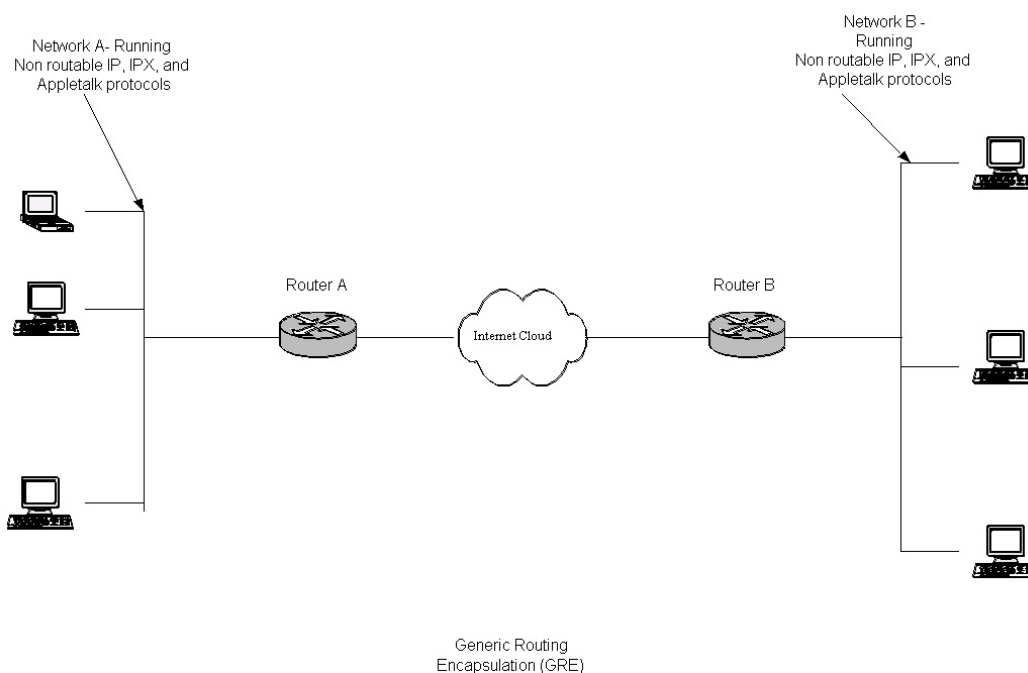 Network A- Running
Non routable IP, IPX, and
Appletalk protocols
Network B -
Running
Non routable IP, IPX, and
Appletalk protocols
Router A
Internet Cloud
Router B
Generic Routing
Encapsulation (GRE)